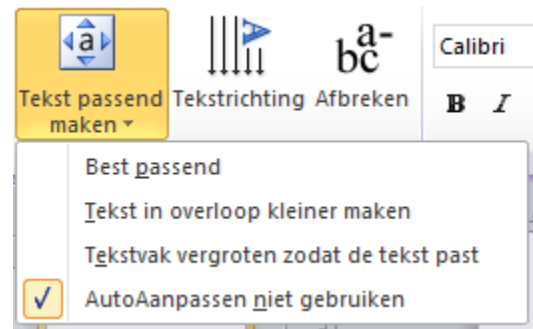 a
A
a-
bc
Calibri
Tekst passend
maken
Tekstrichting
Afbreken
B I
Best passend
Tekst in overloop kleiner maken
Tekstvak vergroten zodat de tekst past
AutoAanpassen niet gebruiken